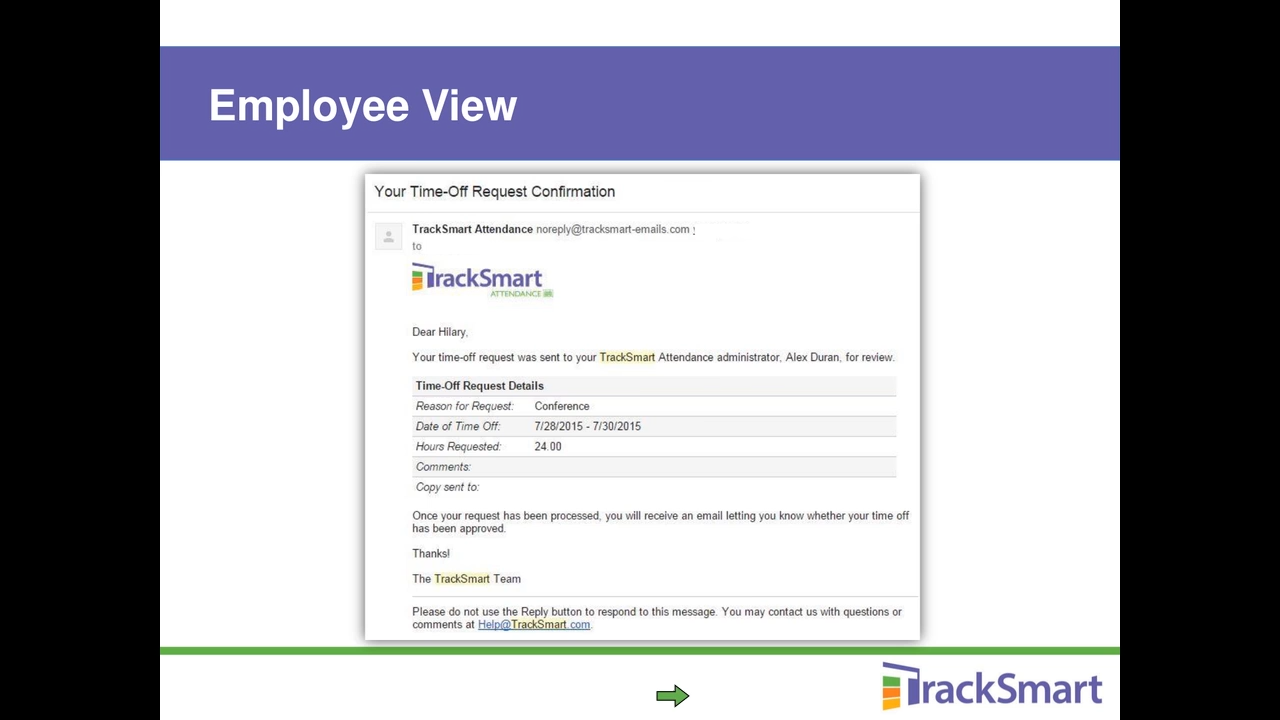 Employee View
Your Time-Off Request Confirmation
TrackSmart Attendance noreply@tracksmart-emails.com
to
TrackSmart
ATTENDANCE
Dear Hilary,
Your time-off request was sent to your TrackSmart Attendance administrator, Alex Duran, for review.
Time-Off Request Details
Reason for Request: Conference
Date of Time Off: 7/28/2015 - 7/30/2015
Hours Requested: 24.00
Comments:
Copy sent to:
Once your request has been processed, you will receive an email letting you know whether your time off
has been approved.
Thanks!
The TrackSmart Team
Please do not use the Reply button to respond to this message. You may contact us with questions or
comments at Help@TrackSmart.com.
TrackSmart